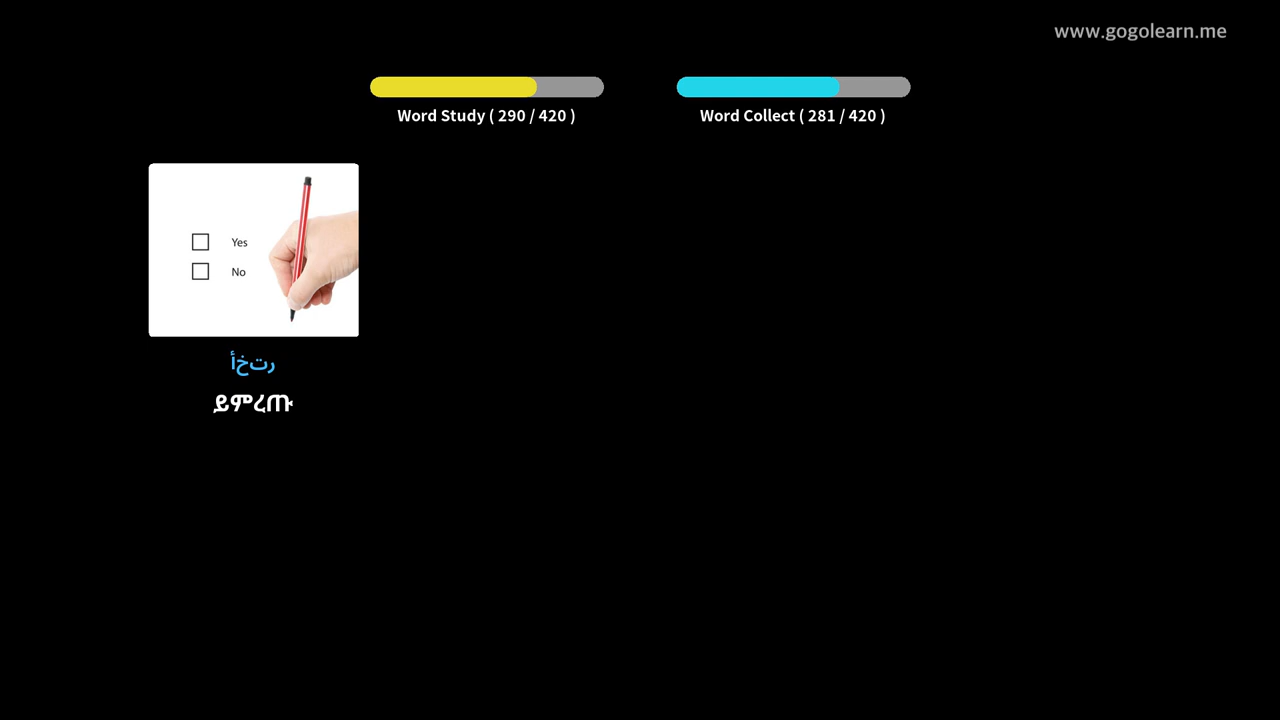 www.gogolearn.me
Word Study ( 290 / 420 )
Word Collect ( 281 / 420 )
Yes
No
أختر
ይምረጡ